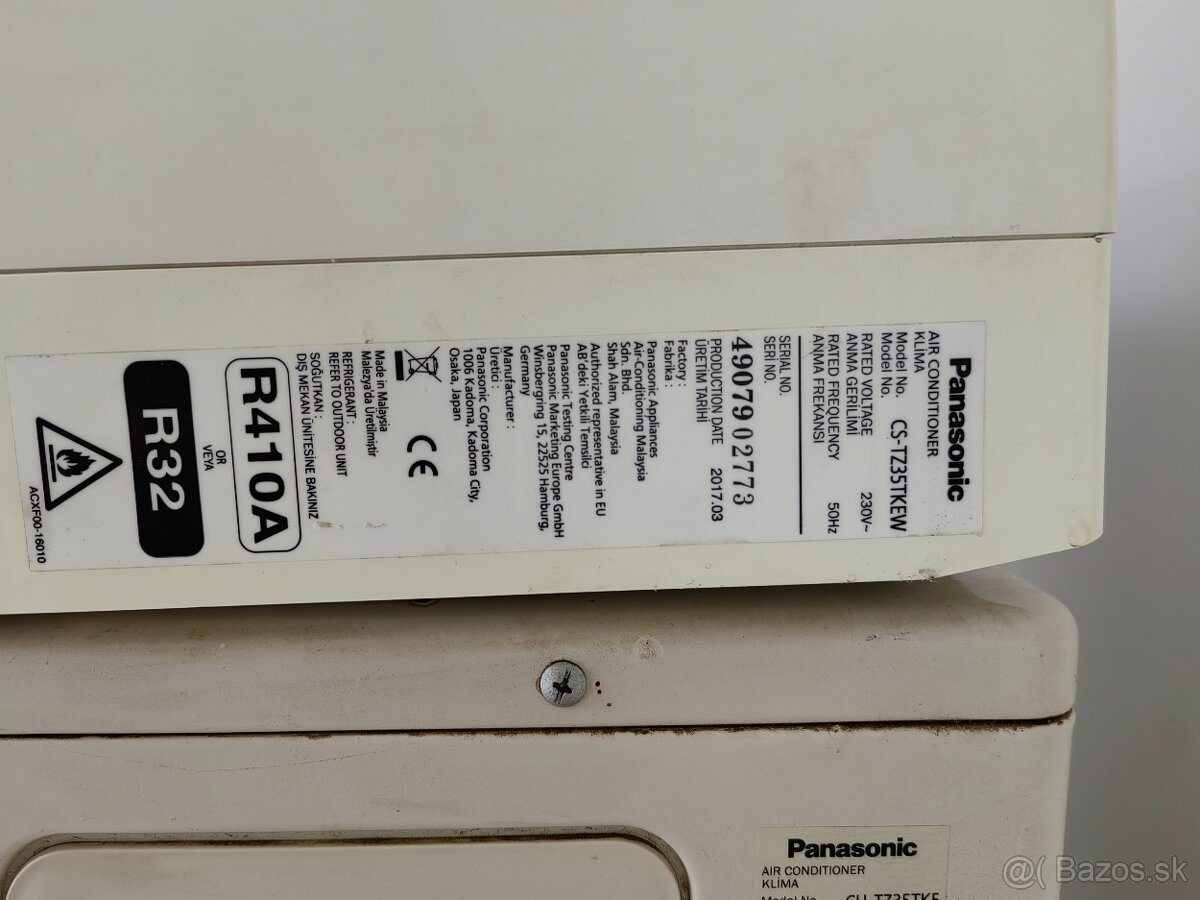 Panasonic
AIR CONDITIONER
KLİMA
Model No. CS-TZ35TKEW
Model No.
RATED VOLTAGE 230V~
ANMA GERİLİMİ
RATED FREQUENCY 50Hz
ANMA FREKANSI
SERIAL NO.
SERİ NO.
4907902773
PRODUCTION DATE 2017.03
ÜRETİM TARİHİ
Factory :
Fabrika :
Panasonic Appliances
Air-Conditioning Malaysia
Sdn. Bhd.
Shah Alam, Malaysia
Authorized representative in EU
AB'deki Yetkili Temsilci
Panasonic Testing Centre
Panasonic Marketing Europe GmbH
Winsbergring 15, 22525 Hamburg,
Germany
Manufacturer :
Üretici :
Panasonic Corporation
1006 Kadoma, Kadoma City,
Osaka, Japan
CE
Made in Malaysia
Malezya'da Üretilmiştir
REFRIGERANT :
REFER TO OUTDOOR UNIT
SOĞUTKAN :
DIŞ MEKAN ÜNİTESİNE BAKINIZ
R410A
OR
VEYA
R32
ACXF00-16010
Panasonic
AIR CONDITIONER
KLİMA
Model No. CU-TZ35TKE
@( Bazos.sk